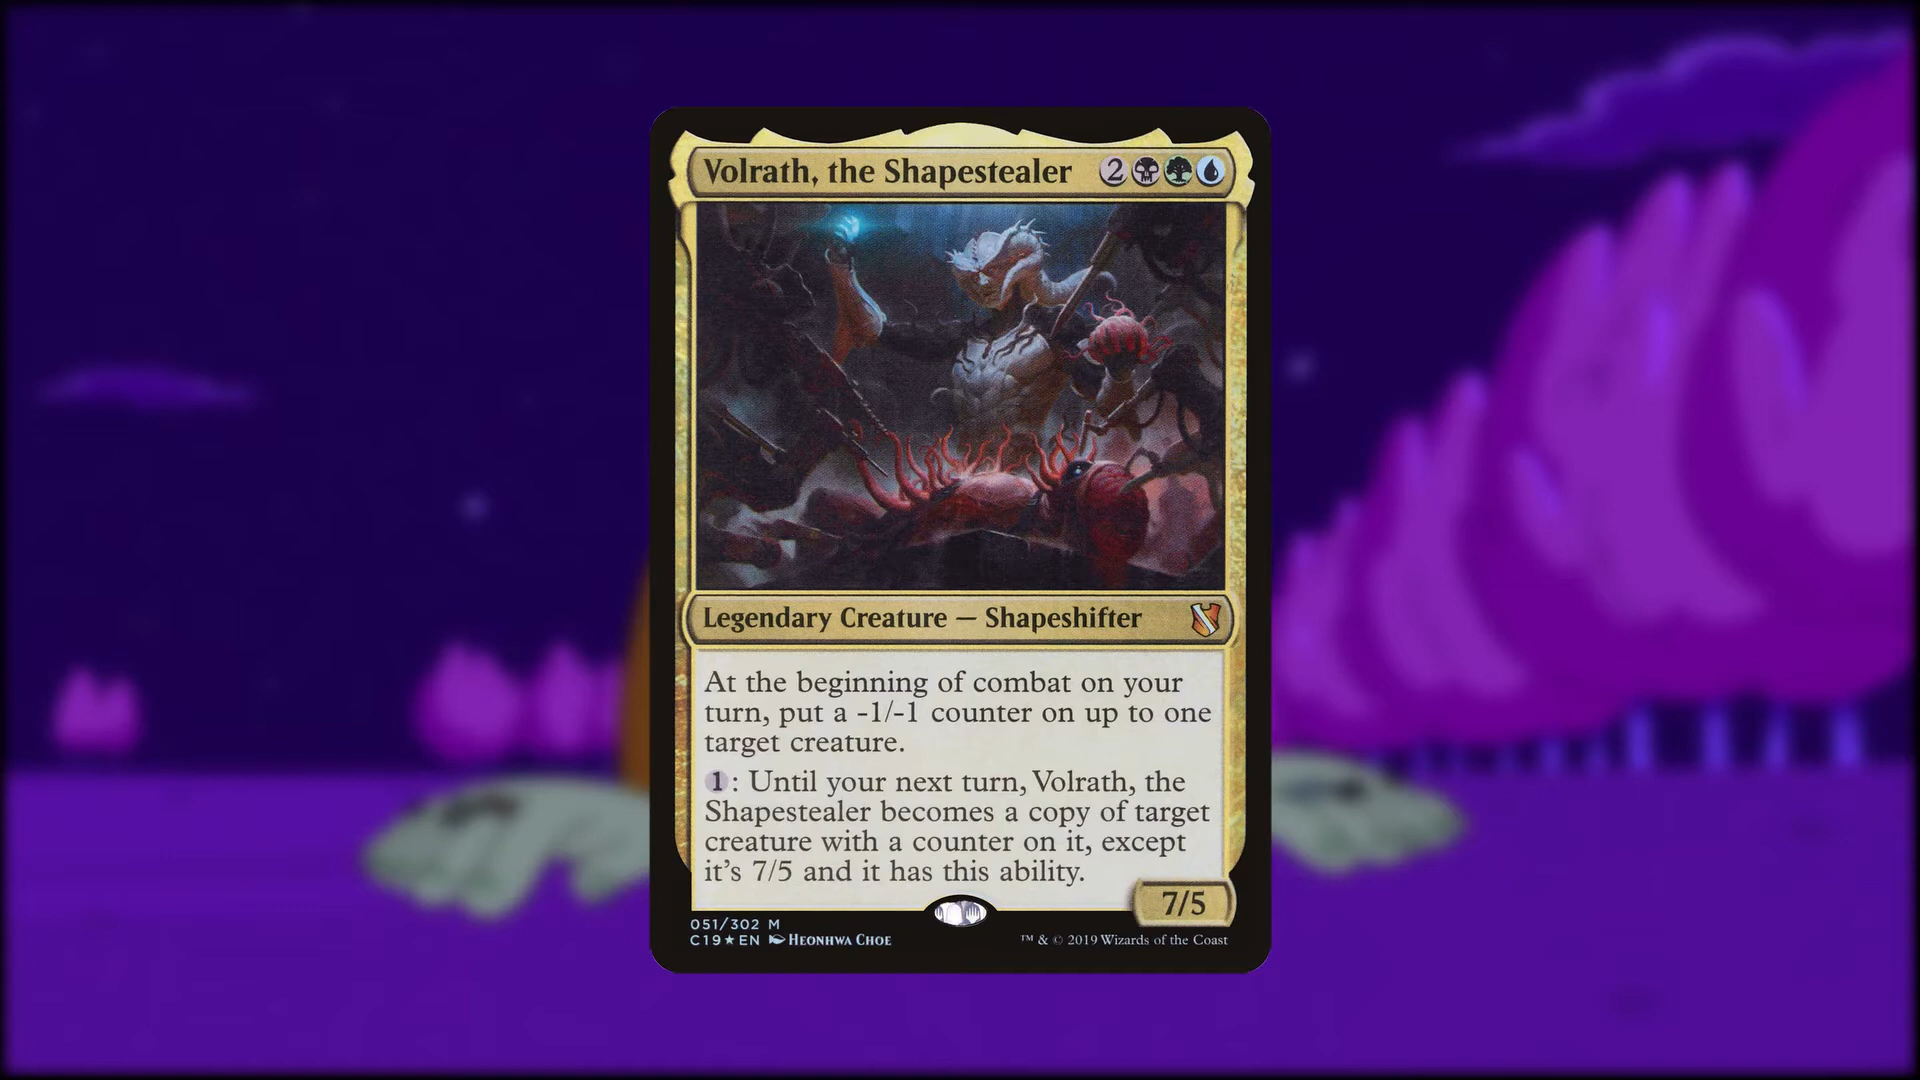 Volrath, the Shapestealer 2
Legendary Creature — Shapeshifter
At the beginning of combat on your
turn, put a -1/-1 counter on up to one
target creature.
1: Until your next turn, Volrath, the
Shapestealer becomes a copy of target
creature with a counter on it, except
it's 7/5 and it has this ability.
7/5
051/302 M
C19★EN Heonhwa Choe
™ & © 2019 Wizards of the Coast